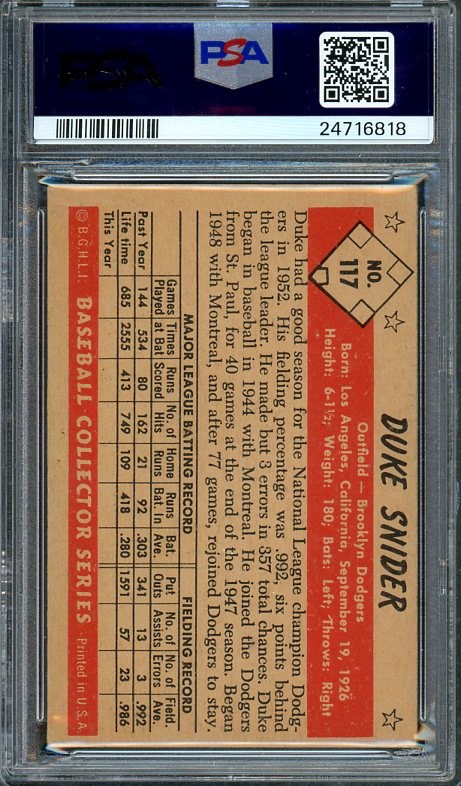 PSA
PSA
24716818
NO.
117
DUKE SNIDER
Outfield — Brooklyn Dodgers
Born: Los Angeles, California, September 19, 1926
Height: 6-1½; Weight: 180; Bats: Left; Throws: Right
Duke had a good season for the National League champion Dodg-
ers in 1952. His fielding percentage was .992, six points behind
the league leader. He made but 3 errors in 357 total chances. Duke
began in baseball in 1944 with Montreal. He joined the Dodgers
from St. Paul, for 40 games at the end of the 1947 season. Began
1948 with Montreal, and after 77 games, rejoined Dodgers to stay.
MAJOR LEAGUE BATTING RECORD FIELDING RECORD
Games Times Runs No. of Home Runs Bat. Put No. of No. of Field.
Played at Bat Scored Hits Runs Bat. In Ave. Outs Assists Errors Ave.
Past Year 144 534 80 162 21 92 .303 341 13 3 .992
Life time 685 2555 413 749 109 418 .280 1591 57 23 .986
This Year
© B.G.H.L.I. BASEBALL COLLECTOR SERIES · Printed in U.S.A.